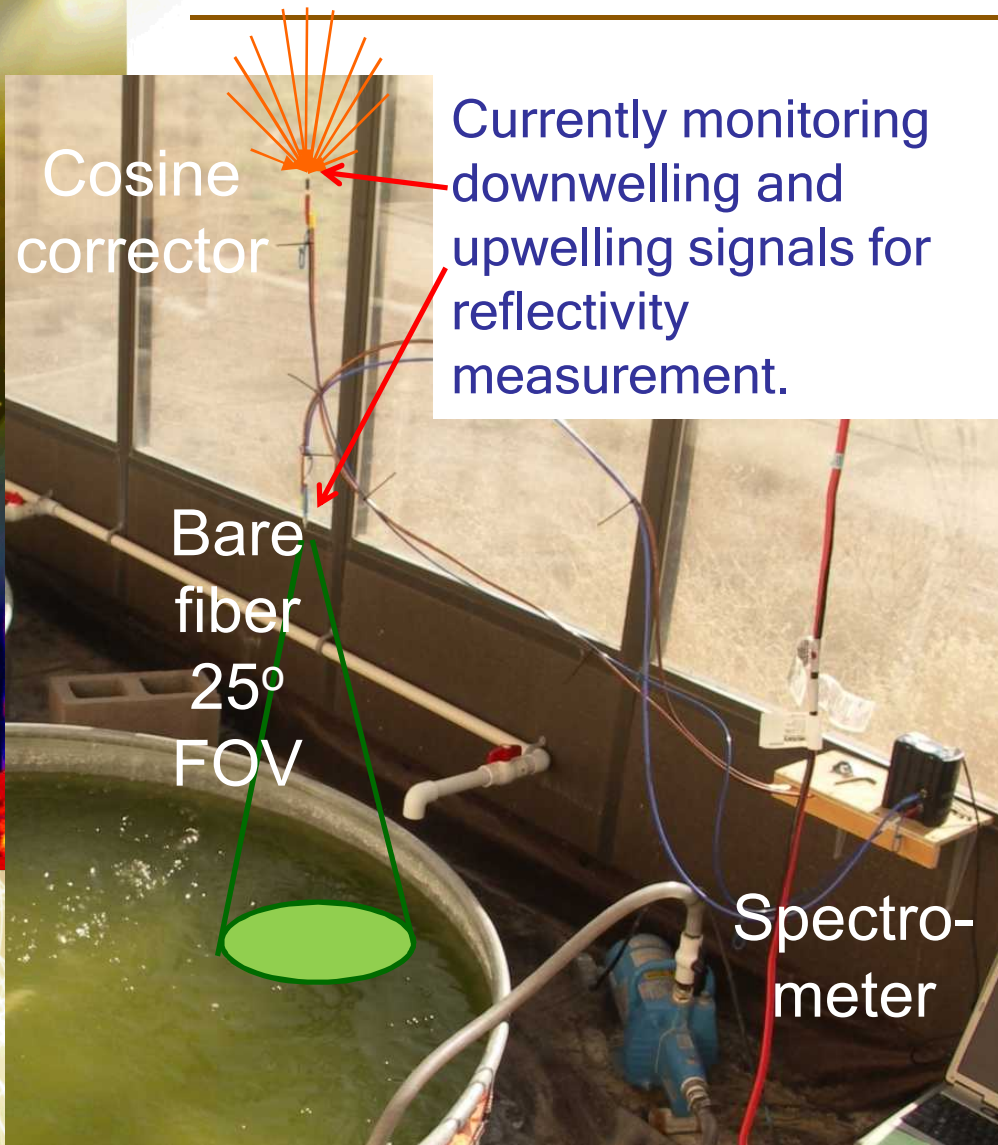 Cosine
corrector
Currently monitoring
downwelling and
upwelling signals for
reflectivity
measurement.
Bare
fiber
25º
FOV
Spectro-
meter